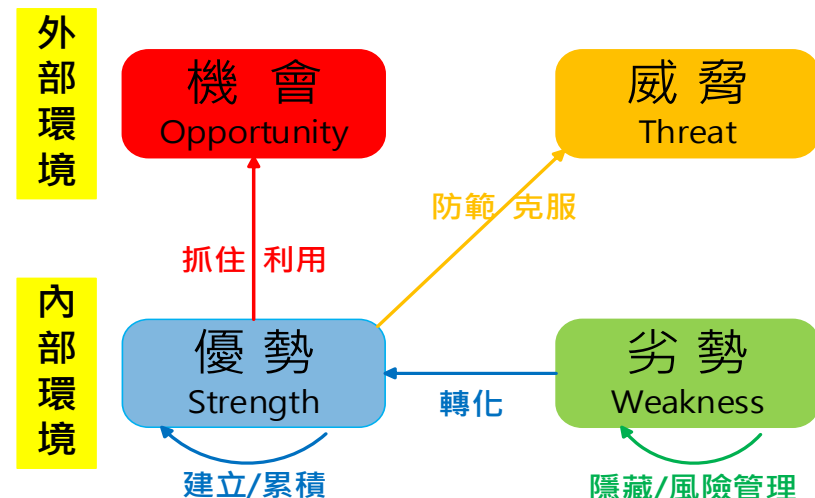 外部環境
機 會
Opportunity
威 脅
Threat
抓住 利用
防範 克服
內部環境
優 勢
Strength
轉化
劣 勢
Weakness
建立/累積
隱藏/風險管理